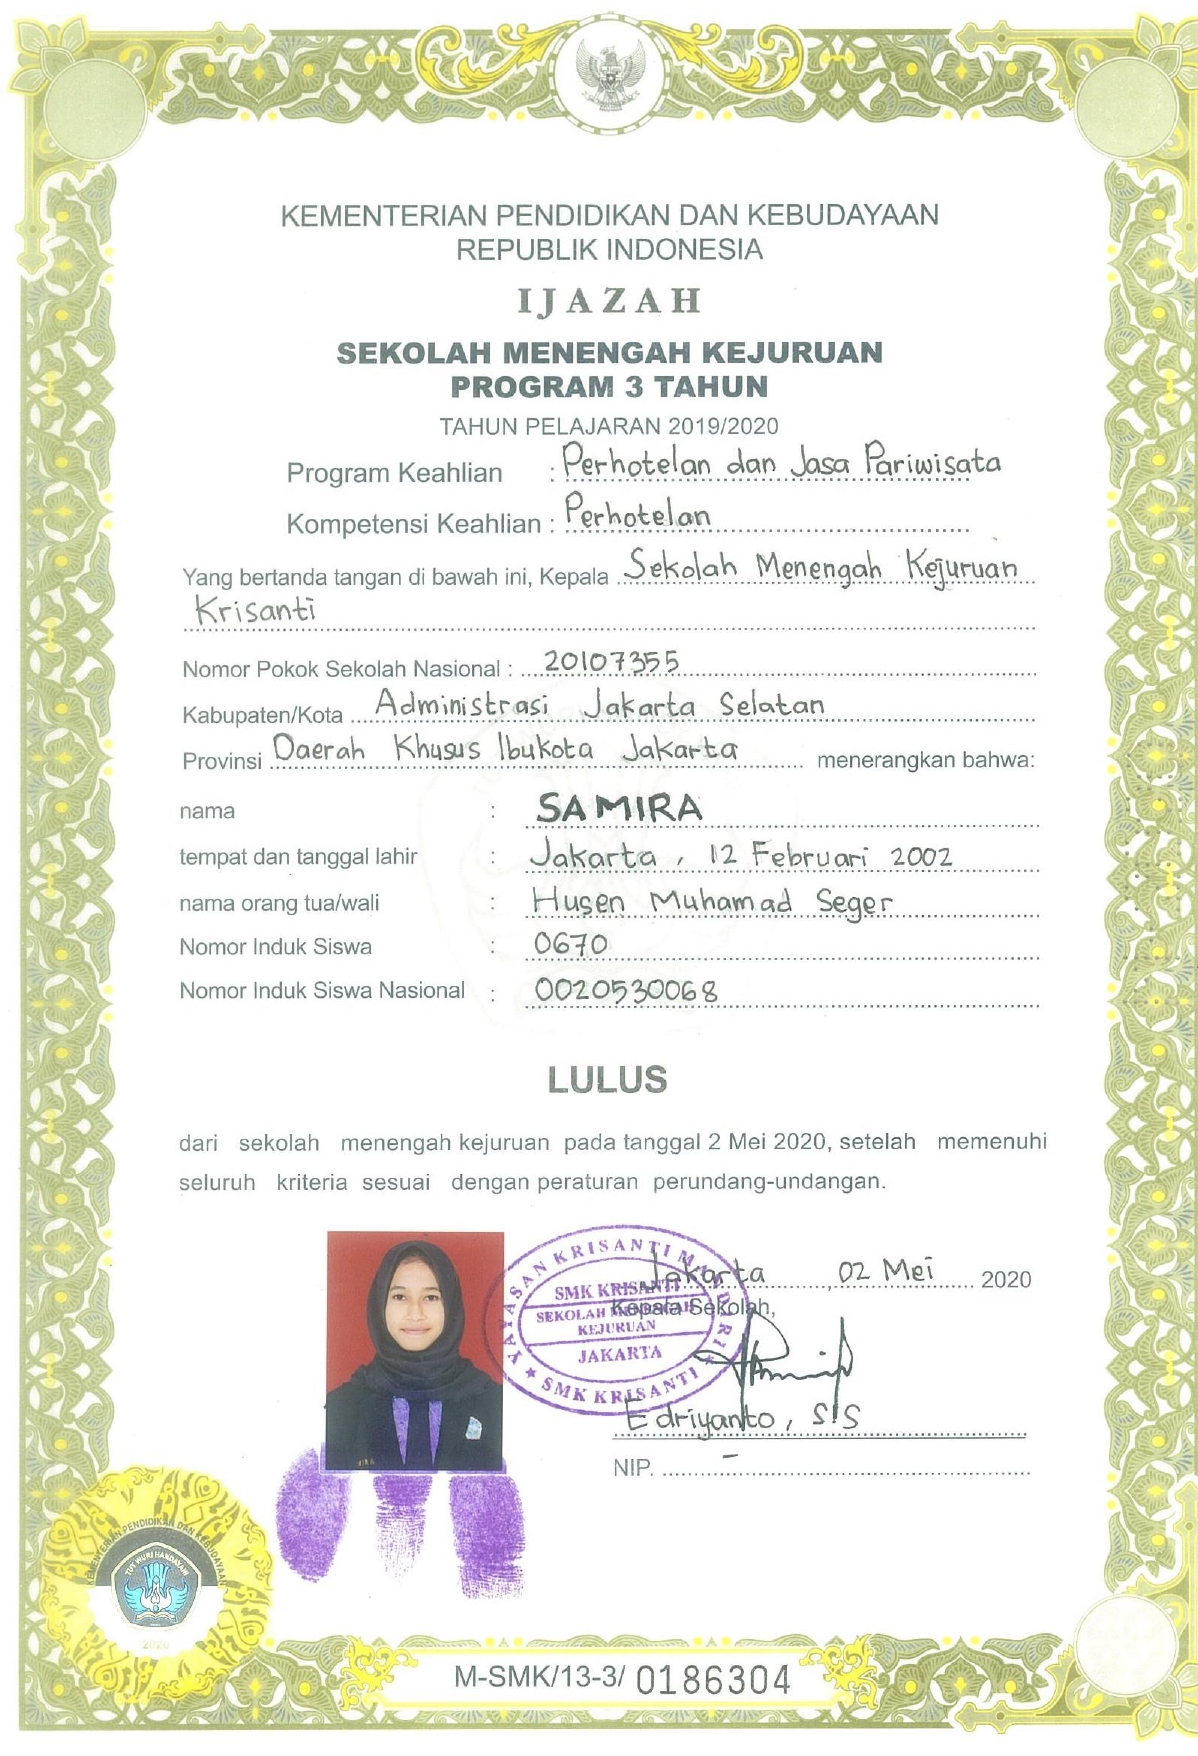 KEMENTERIAN PENDIDIKAN DAN KEBUDAYAAN
REPUBLIK INDONESIA
IJAZAH
SEKOLAH MENENGAH KEJURUAN
PROGRAM 3 TAHUN
TAHUN PELAJARAN 2019/2020
Program Keahlian : Perhotelan dan Jasa Pariwisata
Kompetensi Keahlian : Perhotelan
Yang bertanda tangan di bawah ini, Kepala Sekolah Menengah Kejuruan
Krisanti
Nomor Pokok Sekolah Nasional : 20107355
Kabupaten/Kota Administrasi Jakarta Selatan
Provinsi Daerah Khusus Ibukota Jakarta menerangkan bahwa:
nama : SAMIRA
tempat dan tanggal lahir : Jakarta, 12 Februari 2002
nama orang tua/wali : Husen Muhamad Seger
Nomor Induk Siswa : 0670
Nomor Induk Siswa Nasional : 0020530068
LULUS
dari sekolah menengah kejuruan pada tanggal 2 Mei 2020, setelah memenuhi
seluruh kriteria sesuai dengan peraturan perundang-undangan.
YAYASAN KRISANTI MANDIRI
SMK KRISANTI
SEKOLAH MENENGAH
KEJURUAN
JAKARTA
SMK KRISANTI
Jakarta, 02 Mei 2020
Kepala Sekolah,
Edriyanto, SIS
NIP. –
KEMENTERIAN PENDIDIKAN DAN KEBUDAYAAN
TUT WURI HANDAYANI
2020
M-SMK/13-3/ 0186304